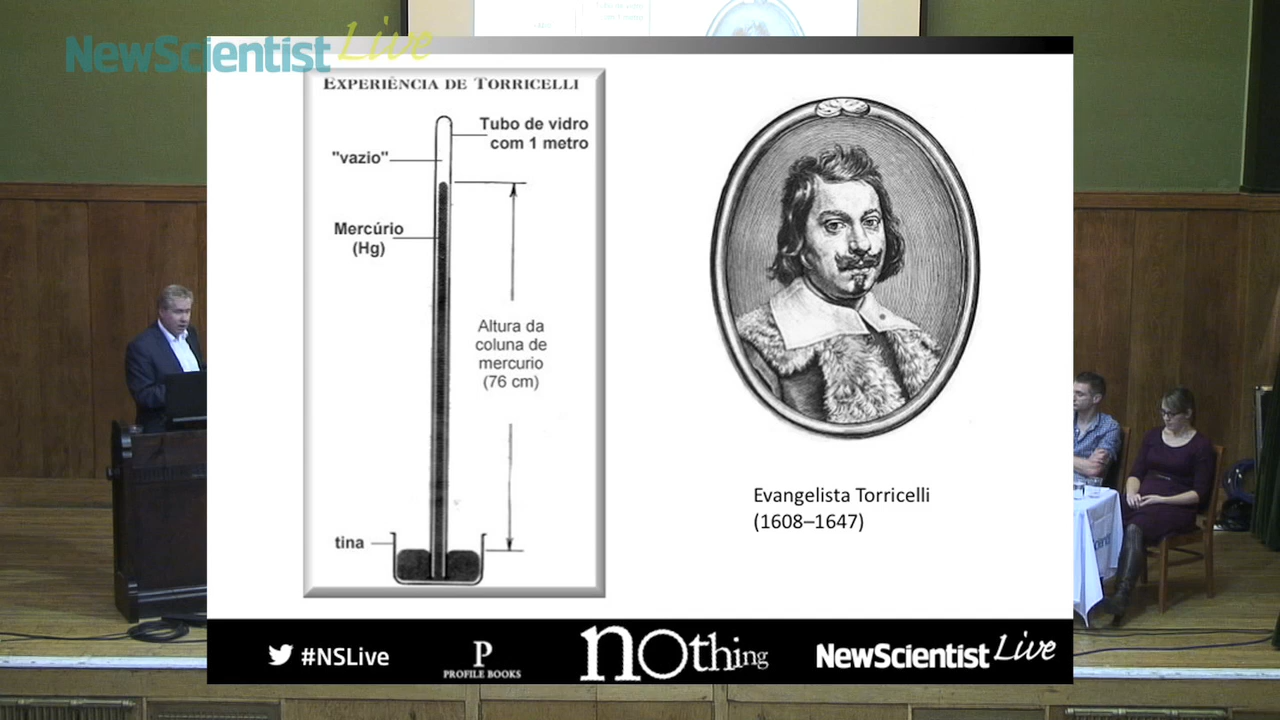 NewScientist Live
EXPERIÊNCIA DE TORRICELLI
Tubo de vidro
com 1 metro
"vazio"
Mercúrio
(Hg)
Altura da
coluna de
mercurio
(76 cm)
tina
Evangelista Torricelli
(1608–1647)
#NSLive
P
PROFILE BOOKS
nothing
NewScientist Live